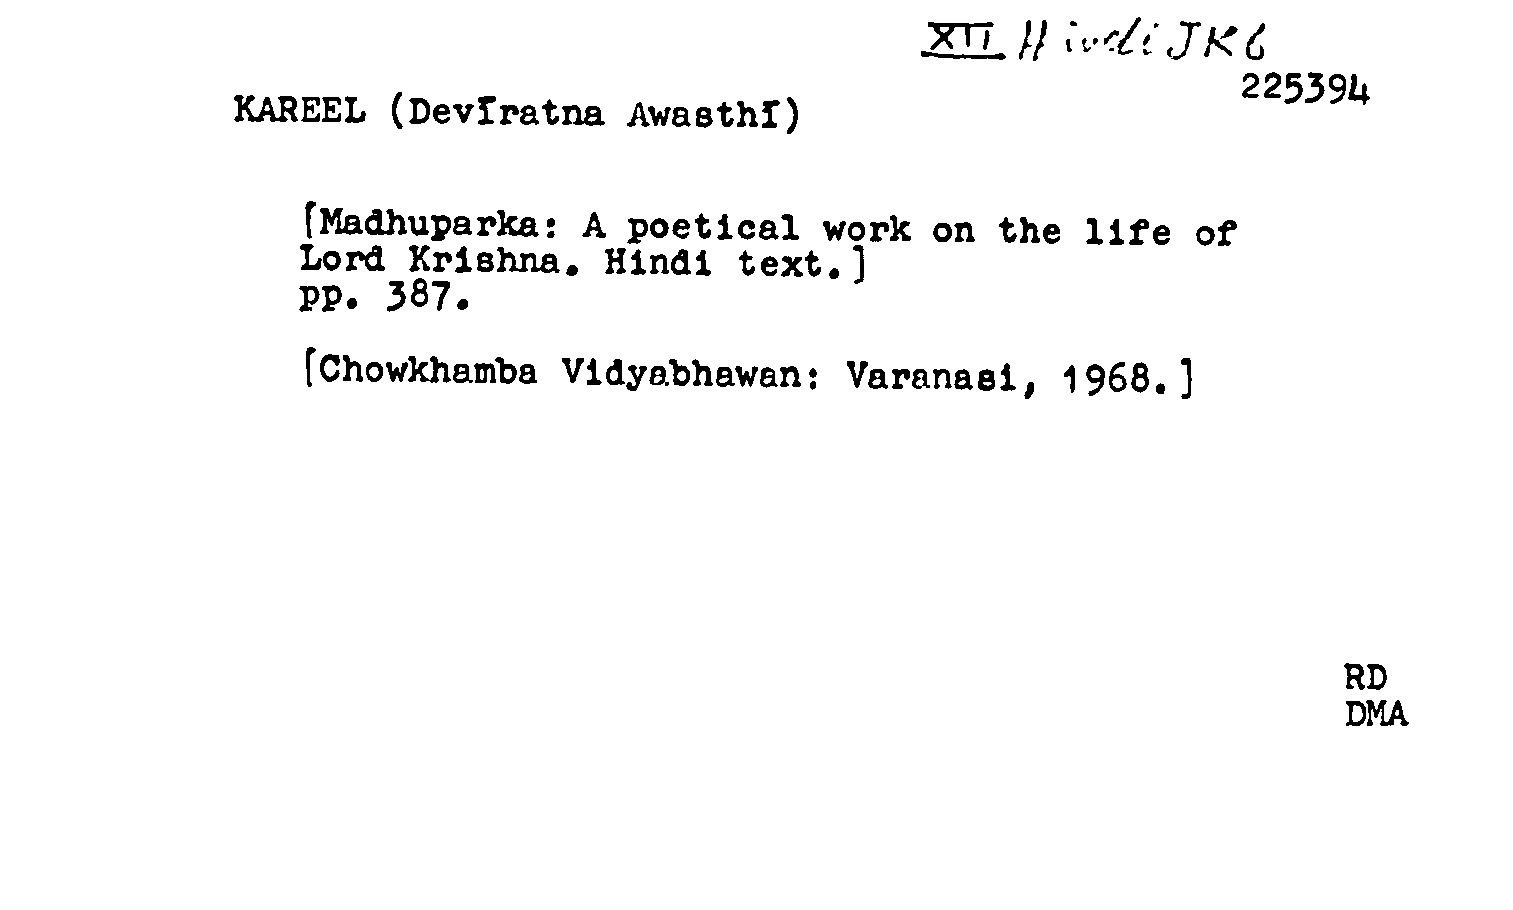 XII Hindi JK6
225394
KAREEL (Devīratna Awasthī)
[Madhuparka: A poetical work on the life of
Lord Krishna. Hindi text.]
pp. 387.
[Chowkhamba Vidyabhawan: Varanasi, 1968.]
RD
DMA